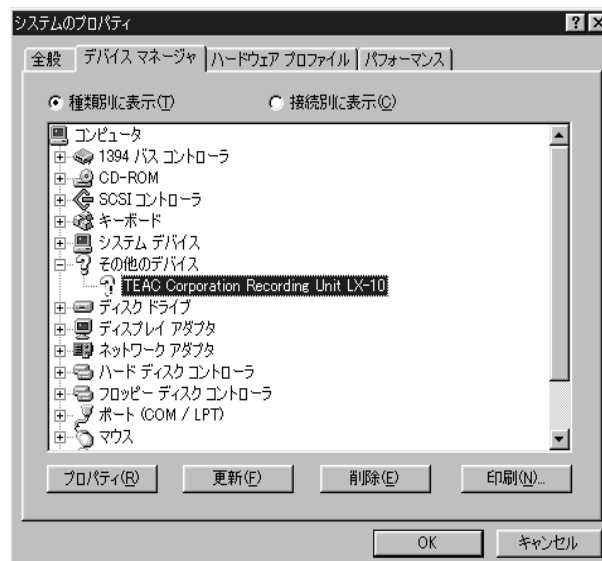 システムのプロパティ
全般 デバイス マネージャ ハードウェア プロファイル パフォーマンス
種類別に表示(T) 接続別に表示(C)
コンピュータ
1394 バス コントローラ
CD-ROM
SCSI コントローラ
キーボード
システム デバイス
その他のデバイス
TEAC Corporation Recording Unit LX-10
ディスク ドライブ
ディスプレイ アダプタ
ネットワーク アダプタ
ハード ディスク コントローラ
フロッピー ディスク コントローラ
ポート (COM / LPT)
マウス
プロパティ(R) 更新(F) 削除(E) 印刷(N)...
OK キャンセル